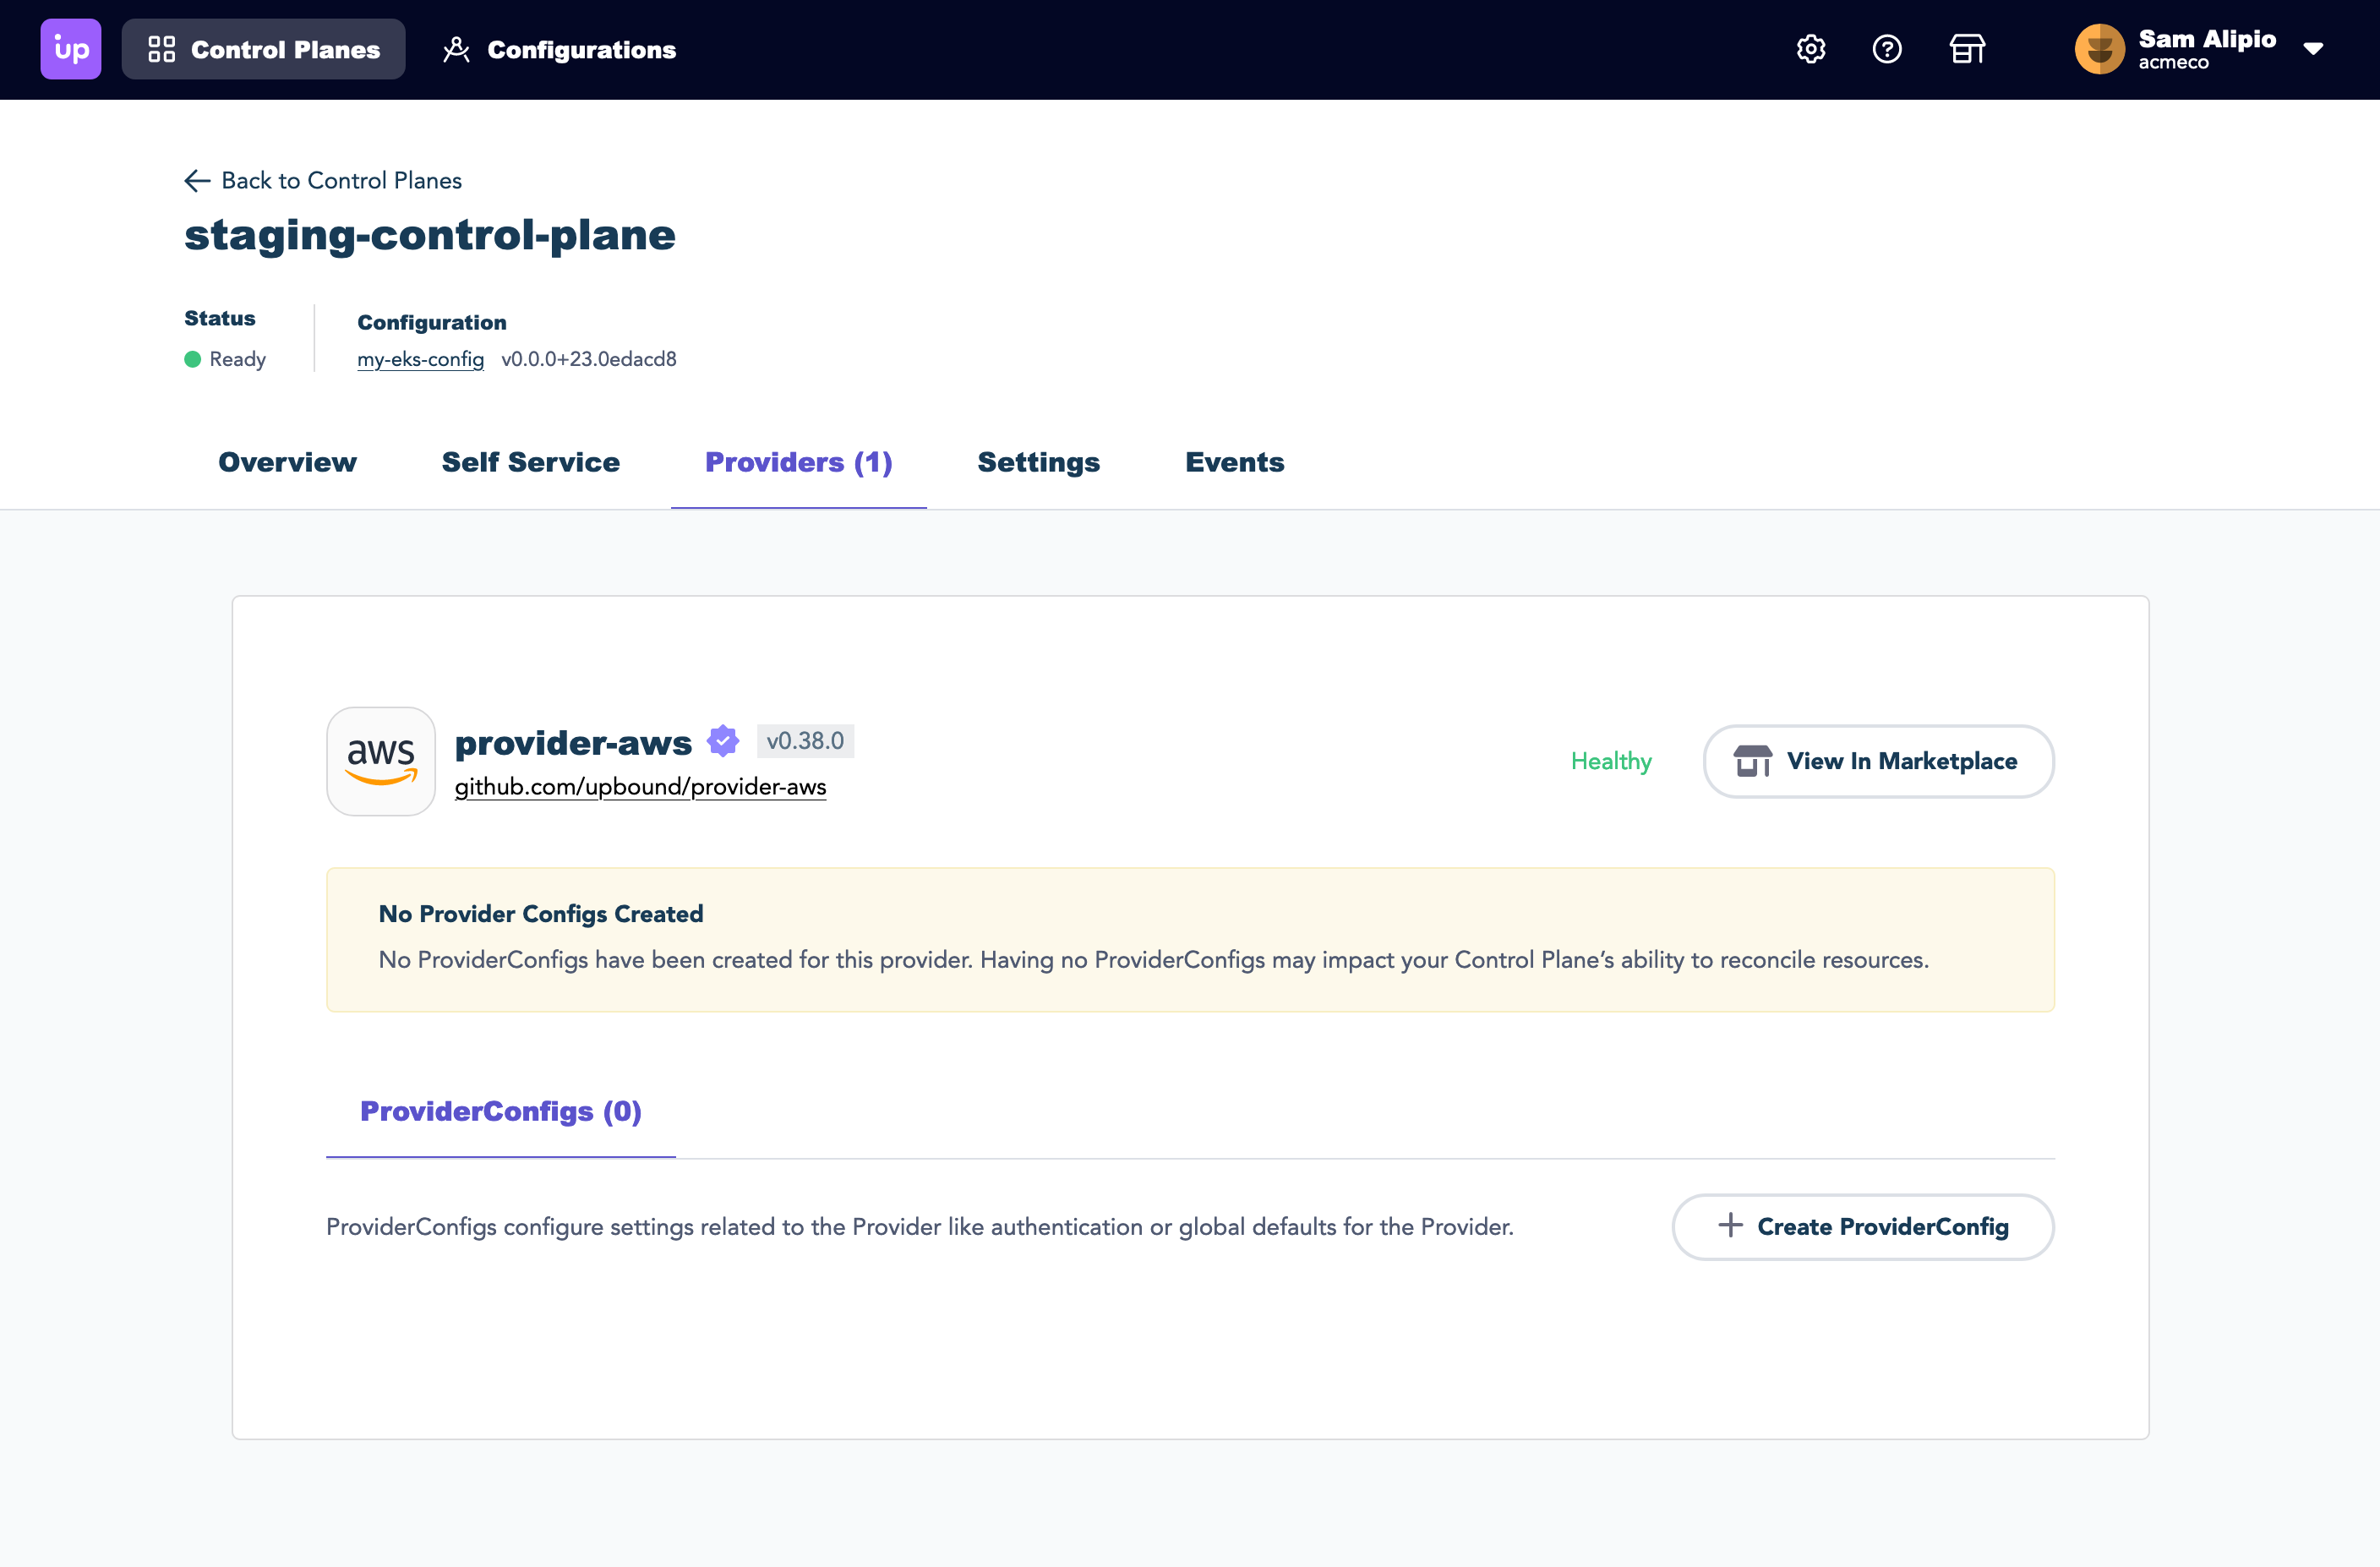 up Control Planes Configurations Sam Alipio
acmeco
Back to Control Planes
staging-control-plane
Status Configuration
Ready my-eks-config v0.0.0+23.0edacd8
Overview Self Service Providers (1) Settings Events
aws provider-aws v0.38.0
github.com/upbound/provider-aws
Healthy View In Marketplace
No Provider Configs Created
No ProviderConfigs have been created for this provider. Having no ProviderConfigs may impact your Control Plane’s ability to reconcile resources.
ProviderConfigs (0)
ProviderConfigs configure settings related to the Provider like authentication or global defaults for the Provider. Create ProviderConfig